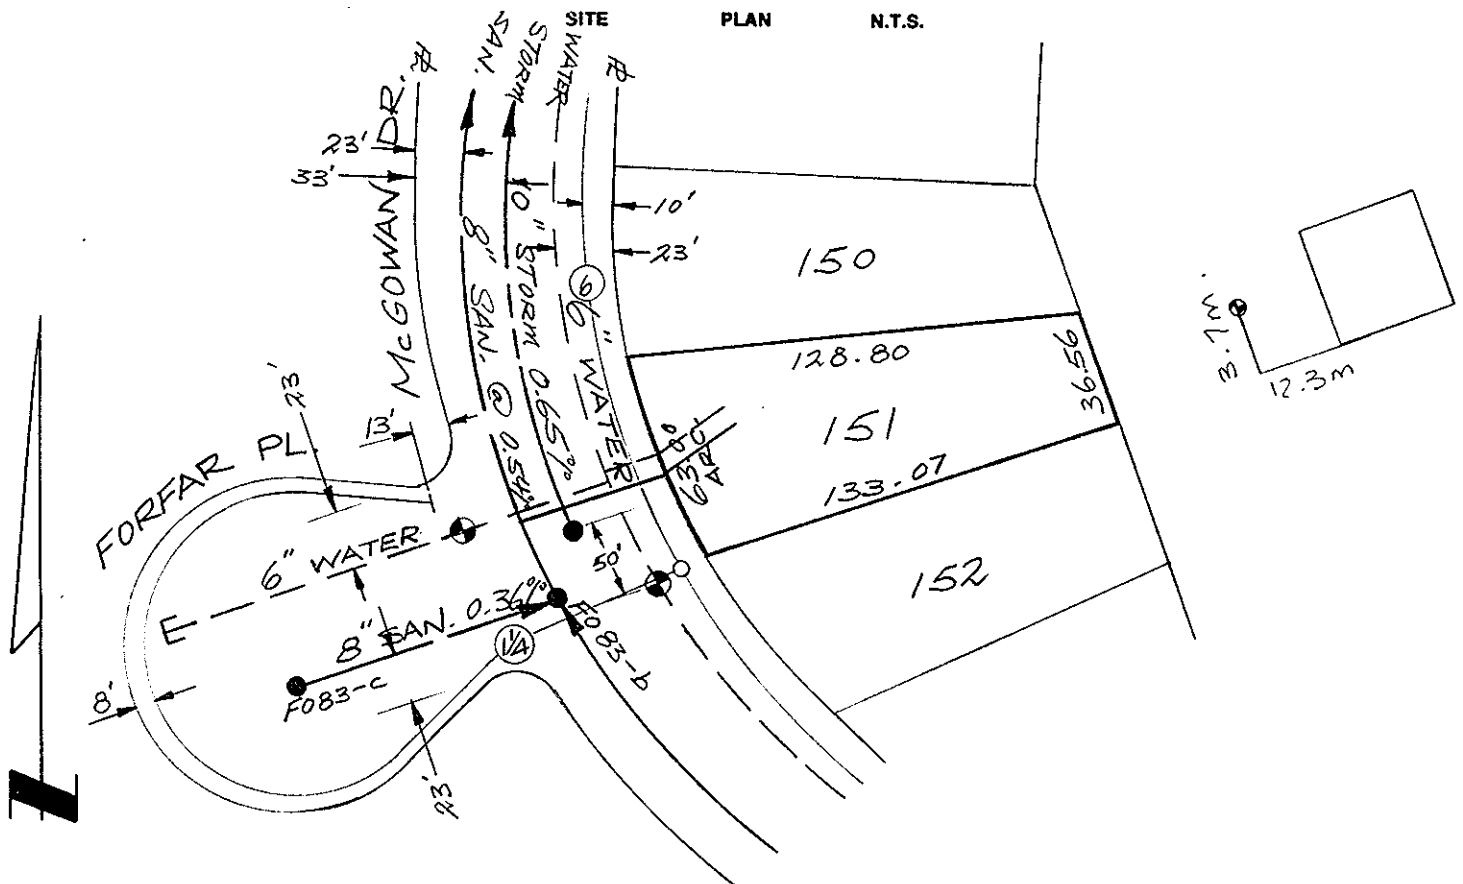 SITE PLAN N.T.S.
SAN.
STORM
WATER
McGOWAN DR.
23'
33'
10'
23'
8" SAN. @ 0.54%
10" STORM 0.65%
6
6" WATER
150
128.80
36.56
151
63.00
ARC.
133.07
152
3.7m.
12.3m
FORFAR PL.
23'
13'
6" WATER
50'
8" SAN. 0.36%
F083-b
F083-c
1/A
8'
23'